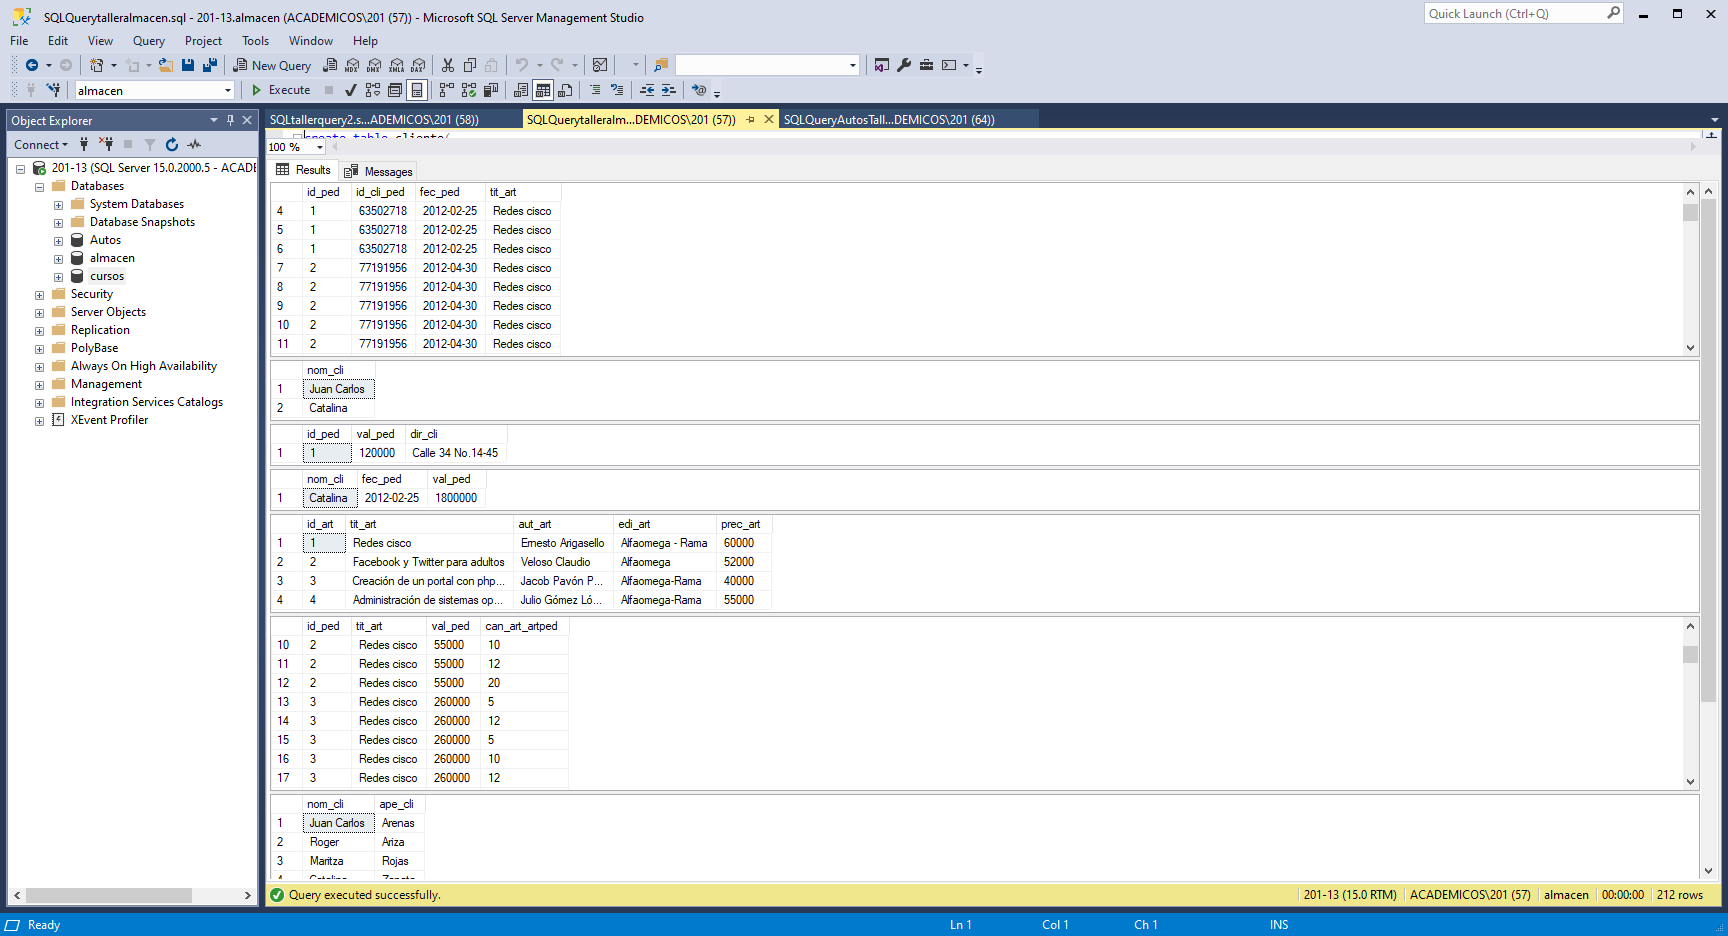 SQLQuerytalleralmacen.sql - 201-13.almacen (ACADEMICOS\201 (57)) - Microsoft SQL Server Management Studio
Quick Launch (Ctrl+Q)
File Edit View Query Project Tools Window Help
New Query MDX DMX XMLA DAX
almacen Execute
Object Explorer
SQLtallerquery2.s...ADEMICOS\201 (58)) SQLQuerytalleralm...DEMICOS\201 (57)) SQLQueryAutosTall...DEMICOS\201 (64))
create table cliente(
Connect
100 %
201-13 (SQL Server 15.0.2000.5 - ACADE
Databases
System Databases
Database Snapshots
Autos
almacen
cursos
Security
Server Objects
Replication
PolyBase
Always On High Availability
Management
Integration Services Catalogs
XEvent Profiler
Results Messages
id_ped id_cli_ped fec_ped tit_art
4 1 63502718 2012-02-25 Redes cisco
5 1 63502718 2012-02-25 Redes cisco
6 1 63502718 2012-02-25 Redes cisco
7 2 77191956 2012-04-30 Redes cisco
8 2 77191956 2012-04-30 Redes cisco
9 2 77191956 2012-04-30 Redes cisco
10 2 77191956 2012-04-30 Redes cisco
11 2 77191956 2012-04-30 Redes cisco
nom_cli
1 Juan Carlos
2 Catalina
id_ped val_ped dir_cli
1 1 120000 Calle 34 No.14-45
nom_cli fec_ped val_ped
1 Catalina 2012-02-25 1800000
id_art tit_art aut_art edi_art prec_art
1 1 Redes cisco Ernesto Arigasello Alfaomega - Rama 60000
2 2 Facebook y Twitter para adultos Veloso Claudio Alfaomega 52000
3 3 Creación de un portal con php... Jacob Pavón P... Alfaomega-Rama 40000
4 4 Administración de sistemas op... Julio Gómez Ló... Alfaomega-Rama 55000
id_ped tit_art val_ped can_art_artped
10 2 Redes cisco 55000 10
11 2 Redes cisco 55000 12
12 2 Redes cisco 55000 20
13 3 Redes cisco 260000 5
14 3 Redes cisco 260000 12
15 3 Redes cisco 260000 5
16 3 Redes cisco 260000 10
17 3 Redes cisco 260000 12
nom_cli ape_cli
1 Juan Carlos Arenas
2 Roger Ariza
3 Maritza Rojas
4 Catalina Zapata
Query executed successfully. 201-13 (15.0 RTM) ACADEMICOS\201 (57) almacen 00:00:00 212 rows
Ready Ln 1 Col 1 Ch 1 INS